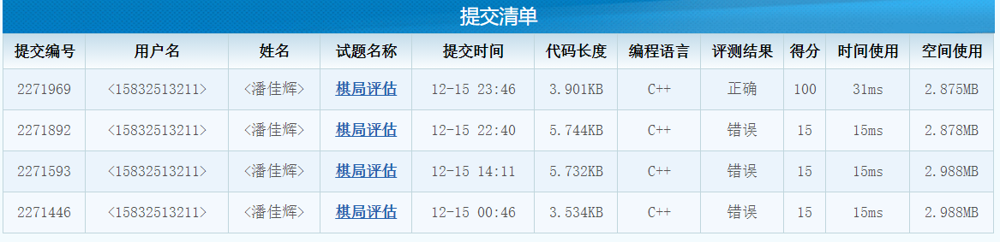 提交清单
提交编号 用户名 姓名 试题名称 提交时间 代码长度 编程语言 评测结果 得分 时间使用 空间使用
2271969 <15832513211> <潘佳辉> 棋局评估 12-15 23:46 3.901KB C++ 正确 100 31ms 2.875MB
2271892 <15832513211> <潘佳辉> 棋局评估 12-15 22:40 5.744KB C++ 错误 15 15ms 2.878MB
2271593 <15832513211> <潘佳辉> 棋局评估 12-15 14:11 5.732KB C++ 错误 15 15ms 2.988MB
2271446 <15832513211> <潘佳辉> 棋局评估 12-15 00:46 3.534KB C++ 错误 15 15ms 2.988MB